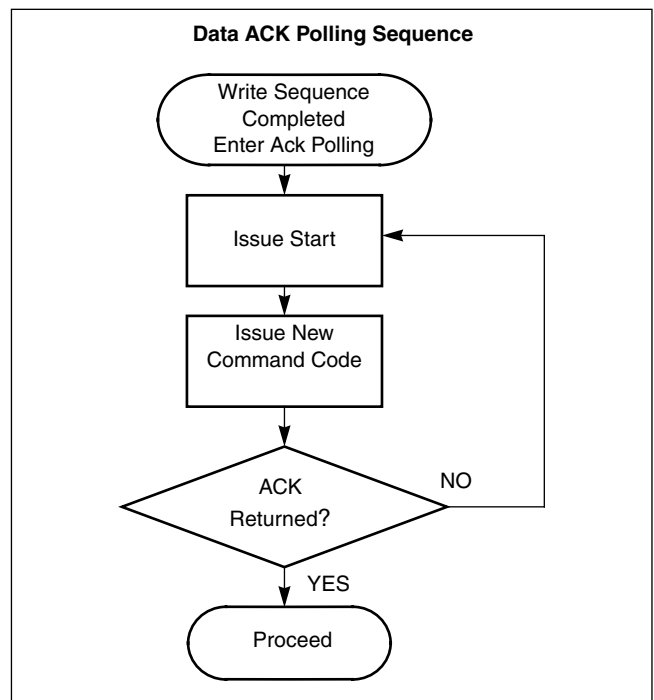 Data ACK Polling Sequence
Write Sequence
Completed
Enter Ack Polling
Issue Start
Issue New
Command Code
ACK
Returned?
NO
YES
Proceed